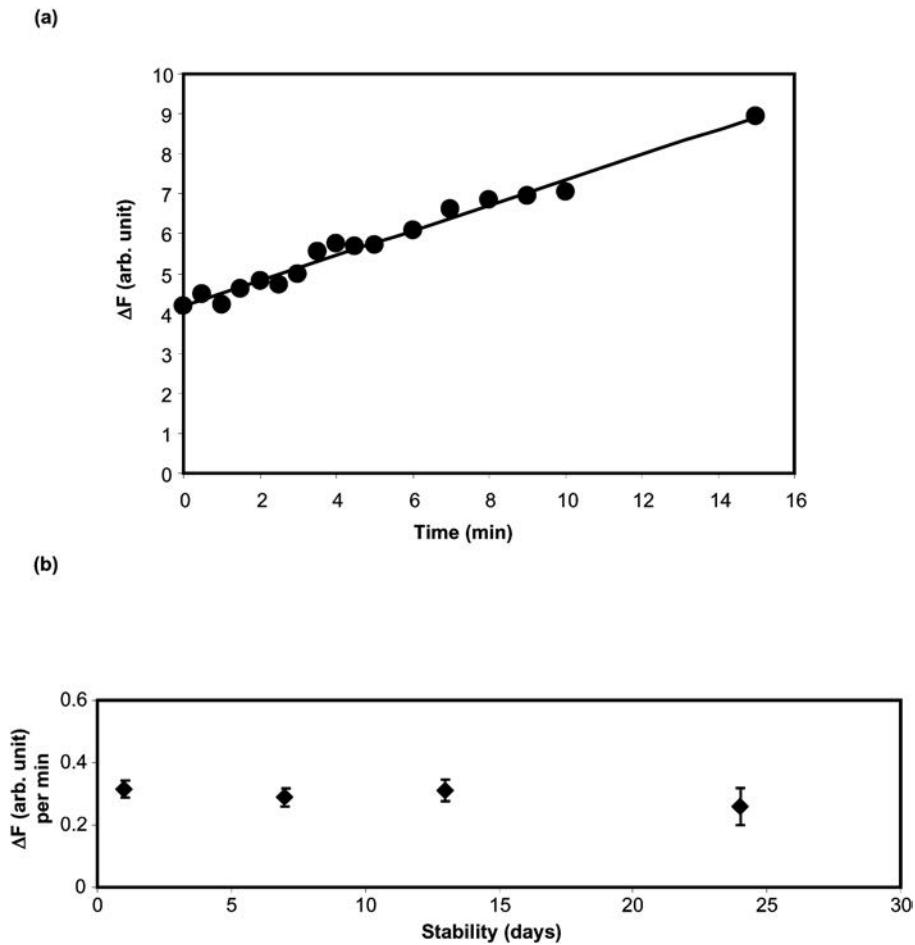 (a)
10
9
8
7
6
5
4
3
2
1
0
ΔF (arb. unit)
0 2 4 6 8 10 12 14 16
Time (min)
(b)
0.6
0.4
0.2
0
ΔF (arb. unit)
per min
0 5 10 15 20 25 30
Stability (days)